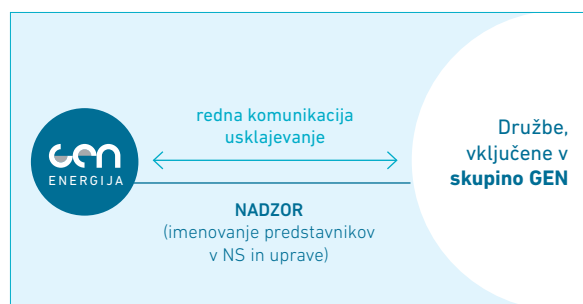 gen
ENERGIJA
redna komunikacija
usklajevanje
NADZOR
(imenovanje predstavnikov
v NS in uprave)
Družbe,
vključene v
skupino GEN